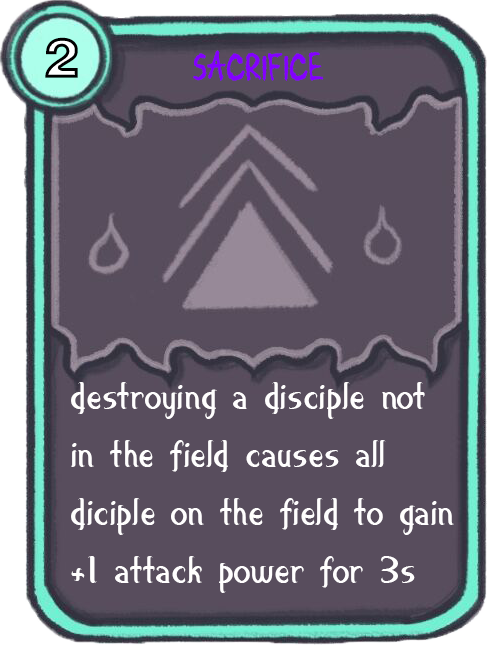 2
SACRIFICE
destroying a disciple not
in the field causes all
diciple on the field to gain
+1 attack power for 3s